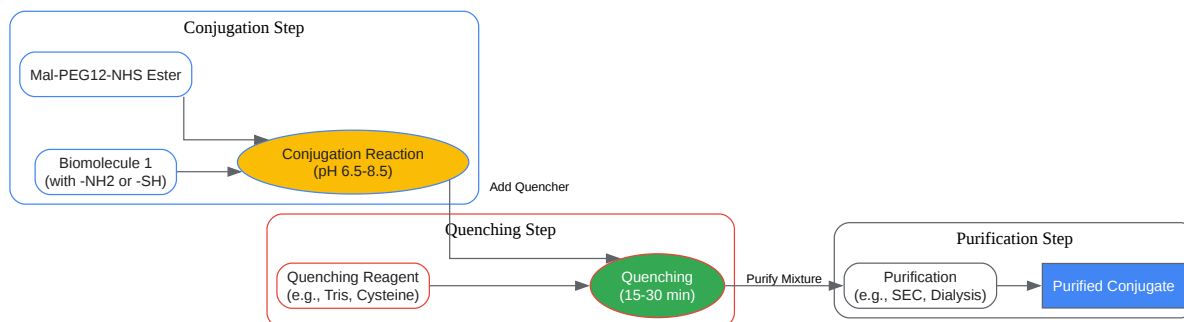 Conjugation Step
Mal-PEG12-NHS Ester
Conjugation Reaction
(pH 6.5-8.5)
Biomolecule 1
(with -NH2 or -SH)
Add Quencher
Quenching Step
Quenching Reagent
(e.g., Tris, Cysteine)
Quenching
(15-30 min)
Purify Mixture
Purification Step
Purification
(e.g., SEC, Dialysis)
Purified Conjugate